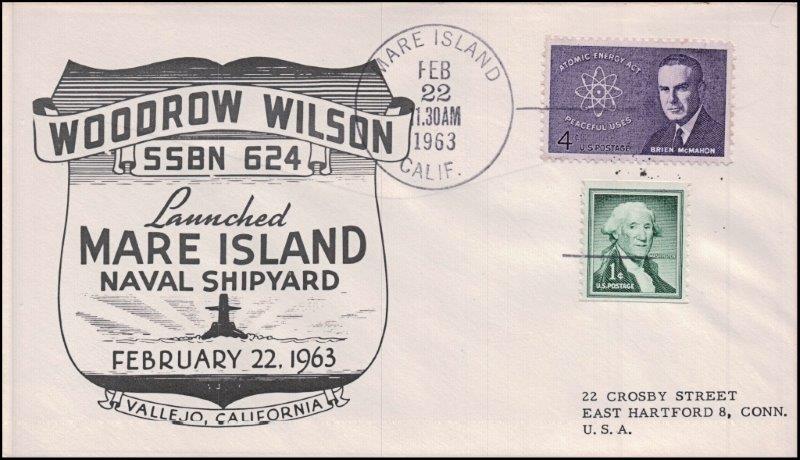 WOODROW WILSON
SSBN 624
Launched
MARE ISLAND
NAVAL SHIPYARD
FEBRUARY 22, 1963
VALLEJO, CALIFORNIA
MARE ISLAND
FEB
22
1.30AM
1963
CALIF.
ATOMIC ENERGY ACT
PEACEFUL USES
4
U.S. POSTAGE
BRIEN McMAHON
1¢
U.S. POSTAGE
22 CROSBY STREET
EAST HARTFORD 8, CONN.
U. S. A.